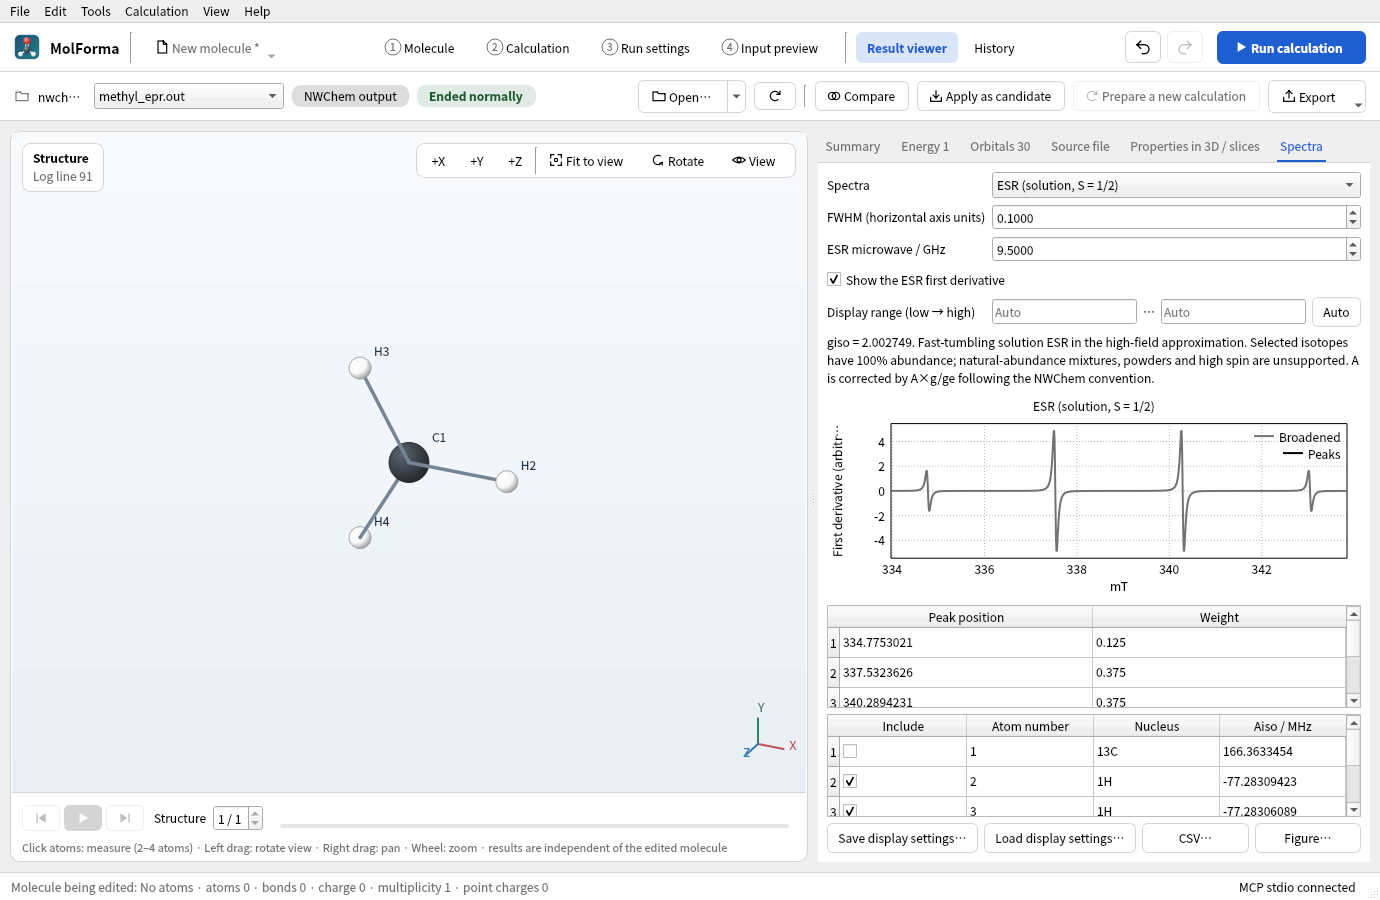 File Edit Tools Calculation View Help
MolForma New molecule * 1 Molecule 2 Calculation 3 Run settings 4 Input preview Result viewer History Run calculation
nwch··· methyl_epr.out NWChem output Ended normally Open··· Compare Apply as candidate Prepare a new calculation Export
Structure
Log line 91
+X +Y +Z Fit to view Rotate View
H3
C1
H2
H4
Y
X
Z
Structure 1 / 1
Click atoms: measure (2–4 atoms) · Left drag: rotate view · Right drag: pan · Wheel: zoom · results are independent of the edited molecule
Summary Energy 1 Orbitals 30 Source file Properties in 3D / slices Spectra
Spectra ESR (solution, S = 1/2)
FWHM (horizontal axis units) 0.1000
ESR microwave / GHz 9.5000
Show the ESR first derivative
Display range (low → high) Auto ··· Auto Auto
giso = 2.002749. Fast-tumbling solution ESR in the high-field approximation. Selected isotopes
have 100% abundance; natural-abundance mixtures, powders and high spin are unsupported. A
is corrected by A×g/ge following the NWChem convention.
ESR (solution, S = 1/2)
First derivative (arbitr···
4
2
0
-2
-4
Broadened
Peaks
334 336 338 340 342
mT
Peak position Weight
1 334.7753021 0.125
2 337.5323626 0.375
3 340.2894231 0.375
Include Atom number Nucleus Aiso / MHz
1 1 13C 166.3633454
2 2 1H -77.28309423
3 3 1H -77.28306089
Save display settings··· Load display settings··· CSV··· Figure···
Molecule being edited: No atoms · atoms 0 · bonds 0 · charge 0 · multiplicity 1 · point charges 0 MCP stdio connected